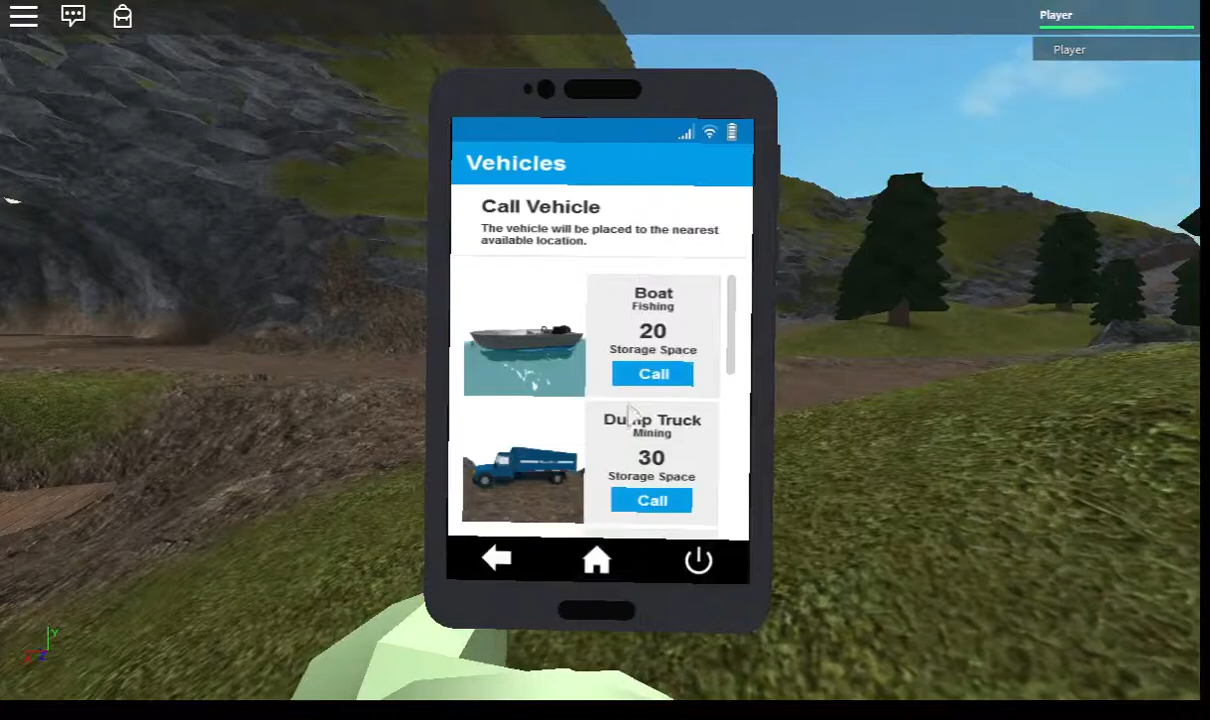 Player
Player
Vehicles
Call Vehicle
The vehicle will be placed to the nearest
available location.
Boat
Fishing
20
Storage Space
Call
Dump Truck
Mining
30
Storage Space
Call
y
z